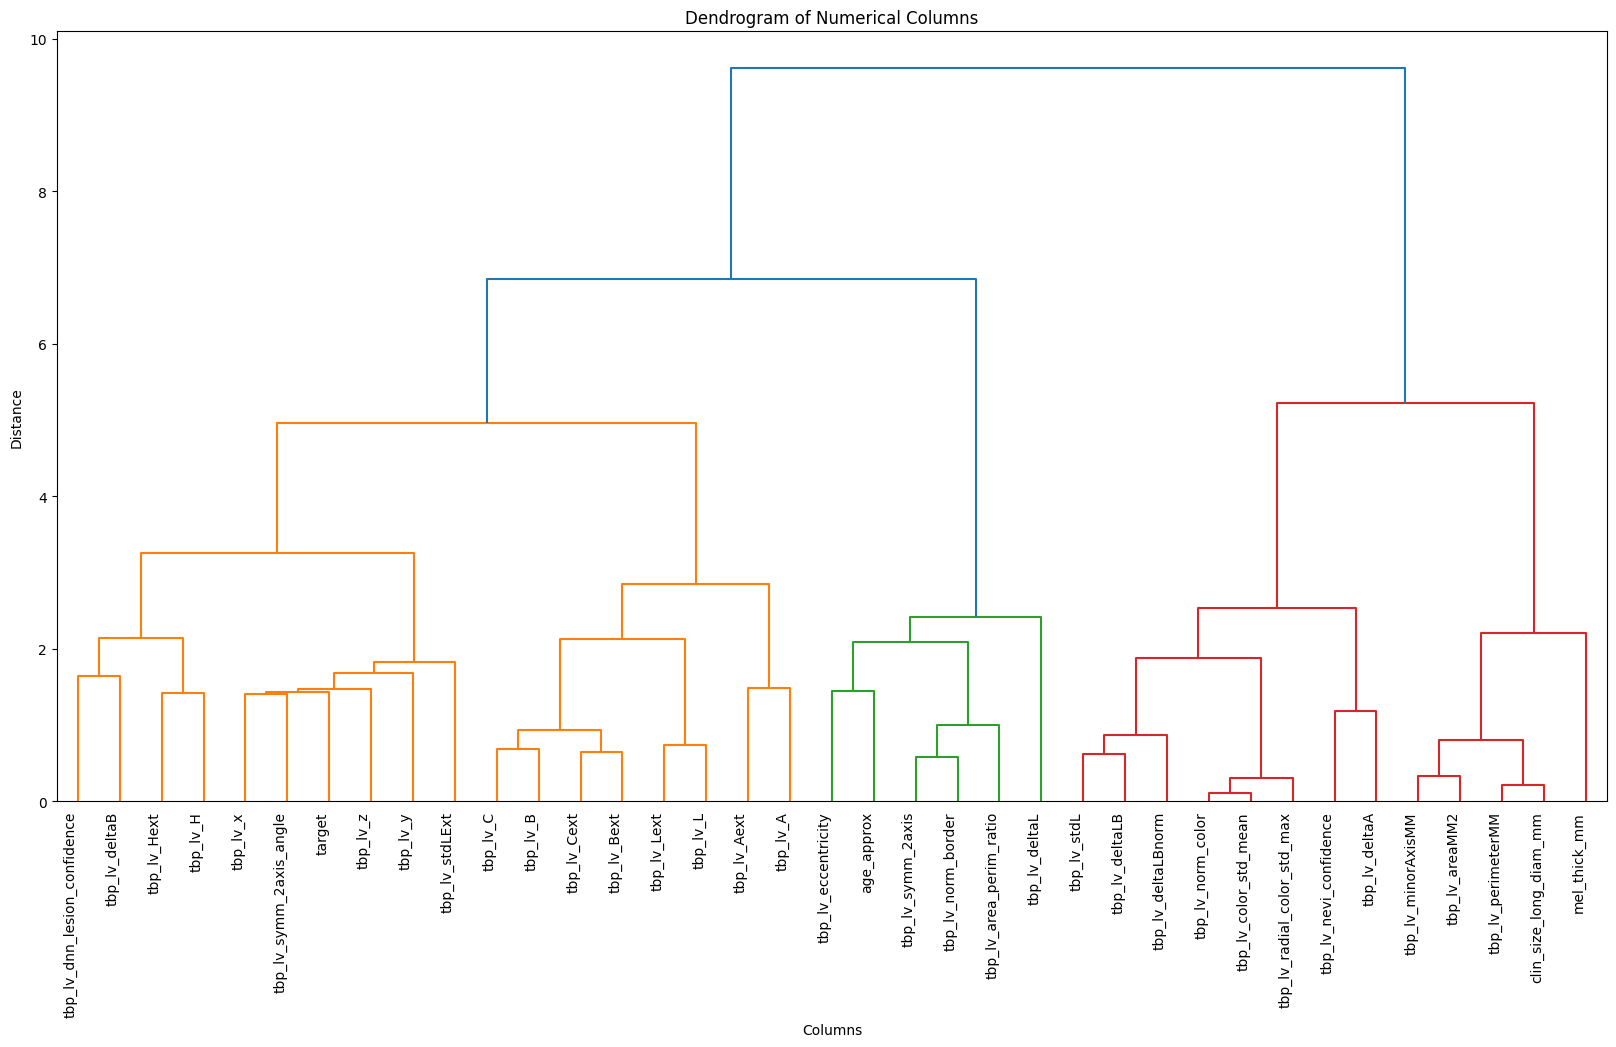 Dendrogram of Numerical Columns
10
8
6
4
2
0
Distance
tbp_lv_dnn_lesion_confidence
tbp_lv_deltaB
tbp_lv_Hext
tbp_lv_H
tbp_lv_x
tbp_lv_symm_2axis_angle
target
tbp_lv_z
tbp_lv_y
tbp_lv_stdLExt
tbp_lv_C
tbp_lv_B
tbp_lv_Cext
tbp_lv_Bext
tbp_lv_Lext
tbp_lv_L
tbp_lv_Aext
tbp_lv_A
tbp_lv_eccentricity
age_approx
tbp_lv_symm_2axis
tbp_lv_norm_border
tbp_lv_area_perim_ratio
tbp_lv_deltaL
tbp_lv_stdL
tbp_lv_deltaLB
tbp_lv_deltaLBnorm
tbp_lv_norm_color
tbp_lv_color_std_mean
tbp_lv_radial_color_std_max
tbp_lv_nevi_confidence
tbp_lv_deltaA
tbp_lv_minorAxisMM
tbp_lv_areaMM2
tbp_lv_perimeterMM
clin_size_long_diam_mm
mel_thick_mm
Columns